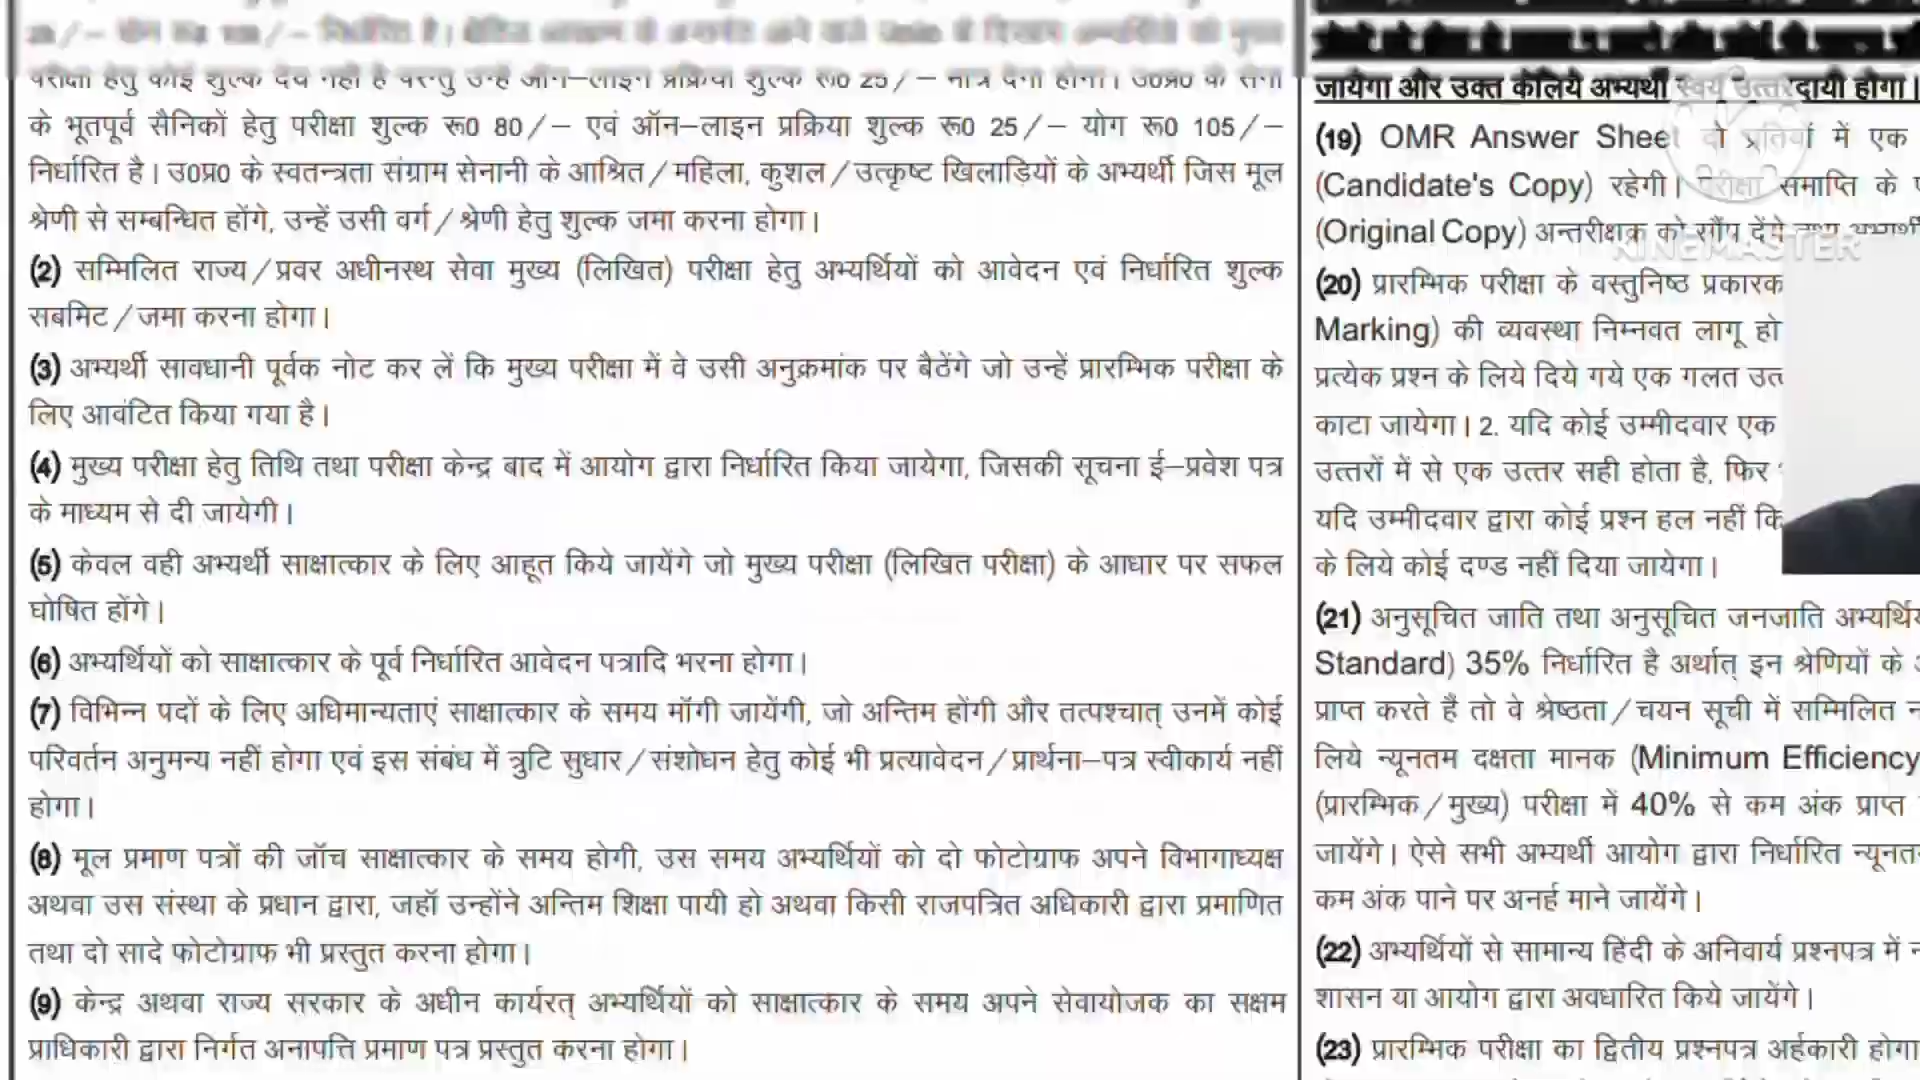 परीक्षा हेतु कोई शुल्क देय नहीं है परन्तु उन्हें ऑन–लाइन प्रक्रिया शुल्क रू0 25/– मात्र देना होगा। उ0प्र0 के सेना
के भूतपूर्व सैनिकों हेतु परीक्षा शुल्क रू0 80/– एवं ऑन–लाइन प्रक्रिया शुल्क रू0 25/– योग रू0 105/–
निर्धारित है। उ0प्र0 के स्वतन्त्रता संग्राम सेनानी के आश्रित/महिला, कुशल/उत्कृष्ट खिलाड़ियों के अभ्यर्थी जिस मूल
श्रेणी से सम्बन्धित होंगे, उन्हें उसी वर्ग/श्रेणी हेतु शुल्क जमा करना होगा।
(2) सम्मिलित राज्य/प्रवर अधीनस्थ सेवा मुख्य (लिखित) परीक्षा हेतु अभ्यर्थियों को आवेदन एवं निर्धारित शुल्क
सबमिट/जमा करना होगा।
(3) अभ्यर्थी सावधानी पूर्वक नोट कर लें कि मुख्य परीक्षा में वे उसी अनुक्रमांक पर बैठेंगे जो उन्हें प्रारम्भिक परीक्षा के
लिए आवंटित किया गया है।
(4) मुख्य परीक्षा हेतु तिथि तथा परीक्षा केन्द्र बाद में आयोग द्वारा निर्धारित किया जायेगा, जिसकी सूचना ई–प्रवेश पत्र
के माध्यम से दी जायेगी।
(5) केवल वही अभ्यर्थी साक्षात्कार के लिए आहूत किये जायेंगे जो मुख्य परीक्षा (लिखित परीक्षा) के आधार पर सफल
घोषित होंगे।
(6) अभ्यर्थियों को साक्षात्कार के पूर्व निर्धारित आवेदन पत्रादि भरना होगा।
(7) विभिन्न पदों के लिए अधिमान्यताएं साक्षात्कार के समय मॉगी जायेंगी, जो अन्तिम होंगी और तत्पश्चात् उनमें कोई
परिवर्तन अनुमन्य नहीं होगा एवं इस संबंध में त्रुटि सुधार/संशोधन हेतु कोई भी प्रत्यावेदन/प्रार्थना–पत्र स्वीकार्य नहीं
होगा।
(8) मूल प्रमाण पत्रों की जॉच साक्षात्कार के समय होगी, उस समय अभ्यर्थियों को दो फोटोग्राफ अपने विभागाध्यक्ष
अथवा उस संस्था के प्रधान द्वारा, जहॉ उन्होंने अन्तिम शिक्षा पायी हो अथवा किसी राजपत्रित अधिकारी द्वारा प्रमाणित
तथा दो सादे फोटोग्राफ भी प्रस्तुत करना होगा।
(9) केन्द्र अथवा राज्य सरकार के अधीन कार्यरत् अभ्यर्थियों को साक्षात्कार के समय अपने सेवायोजक का सक्षम
प्राधिकारी द्वारा निर्गत अनापत्ति प्रमाण पत्र प्रस्तुत करना होगा।
जायेगा और उक्त केलिये अभ्यर्थी स्वयं उत्तरदायी होगा।
(19) OMR Answer Sheet दो प्रतियों में एक
(Candidate's Copy) रहेगी। परीक्षा समाप्ति के
(Original Copy) अन्तरीक्षक को सौंप देंगे तथा अभ्यर्थी
KINEMASTER
(20) प्रारम्भिक परीक्षा के वस्तुनिष्ठ प्रकारक
Marking) की व्यवस्था निम्नवत लागू हो
प्रत्येक प्रश्न के लिये दिये गये एक गलत
काटा जायेगा। 2. यदि कोई उम्मीदवार एक
उत्तरों में से एक उत्तर सही होता है, फिर
यदि उम्मीदवार द्वारा कोई प्रश्न हल नहीं
के लिये कोई दण्ड नहीं दिया जायेगा।
(21) अनुसूचित जाति तथा अनुसूचित जनजाति
Standard) 35% निर्धारित है अर्थात् इन श्रेणियों के
प्राप्त करते हैं तो वे श्रेष्ठता/चयन सूची में सम्मिलित
लिये न्यूनतम दक्षता मानक (Minimum Efficiency
(प्रारम्भिक/मुख्य) परीक्षा में 40% से कम अंक प्राप्त
जायेंगे। ऐसे सभी अभ्यर्थी आयोग द्वारा निर्धारित
कम अंक पाने पर अनर्ह माने जायेंगे।
(22) अभ्यर्थियों से सामान्य हिंदी के अनिवार्य प्रश्नपत्र में
शासन या आयोग द्वारा अवधारित किये जायेंगे।
(23) प्रारम्भिक परीक्षा का द्वितीय प्रश्नपत्र अर्हकारी होगा